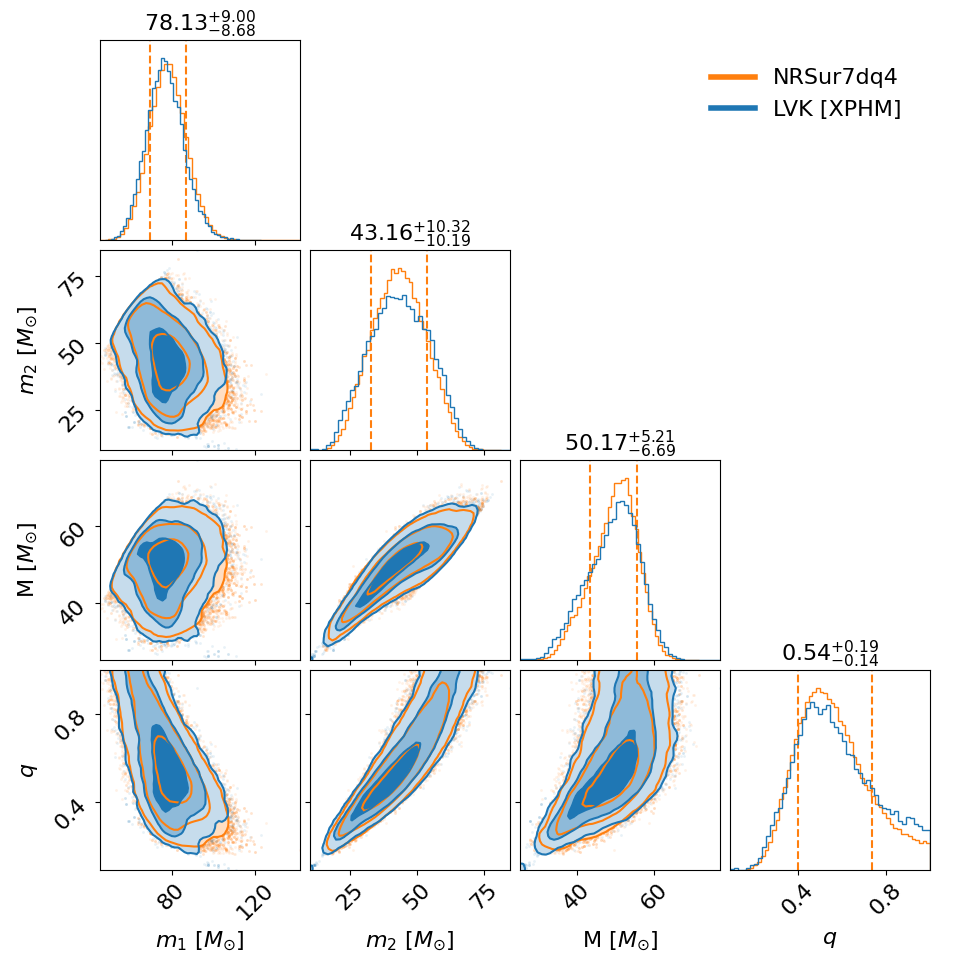 78.13+9.00−8.68
NRSur7dq4
LVK [XPHM]
43.16+10.32−10.19
75
50
25
m2 [M⊙]
50.17+5.21−6.69
60
40
M [M⊙]
0.54+0.19−0.14
0.8
0.4
q
80 120
25 50 75
40 60
0.4 0.8
m1 [M⊙]
m2 [M⊙]
M [M⊙]
q